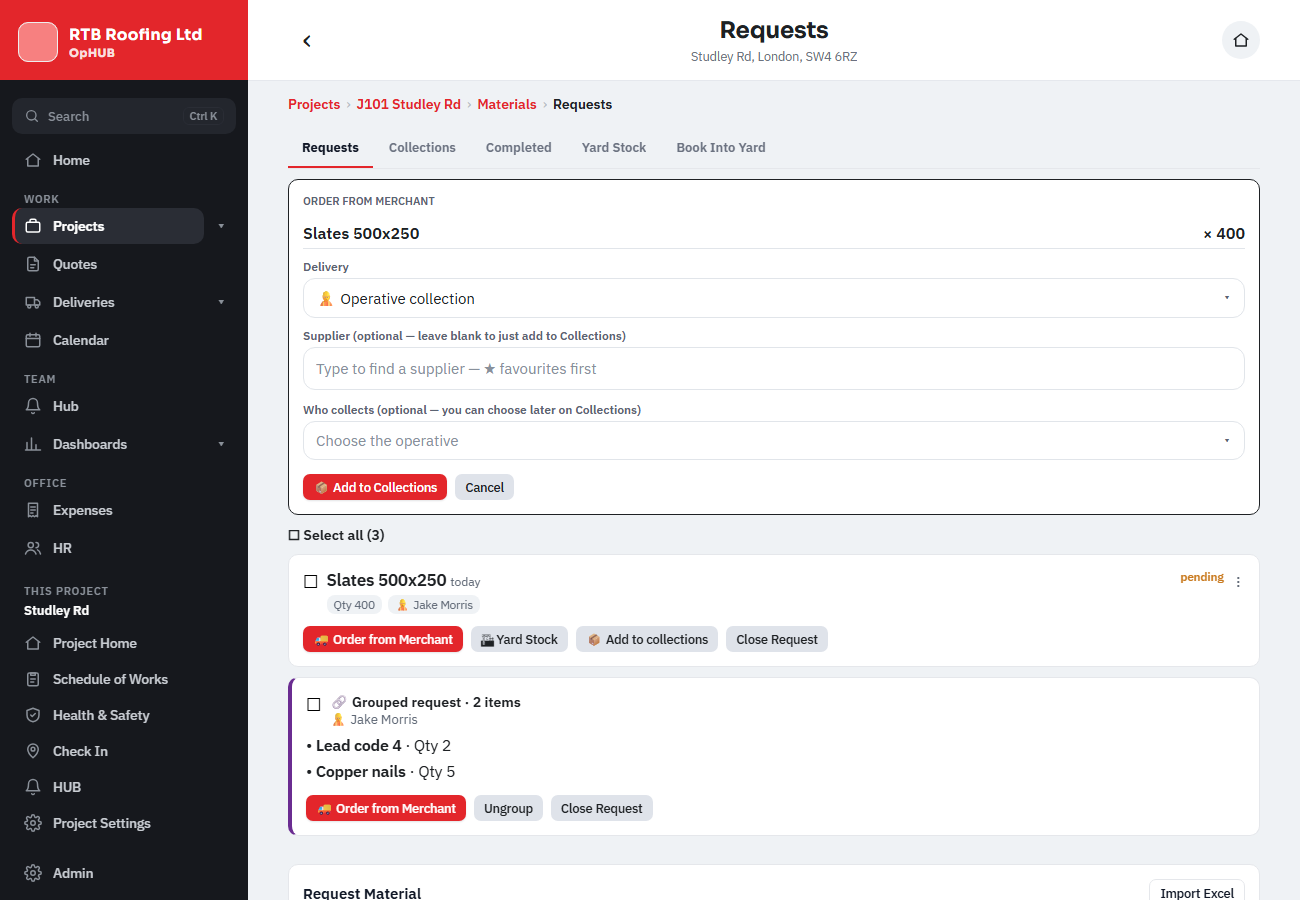 RTB Roofing Ltd
OpHUB
Search Ctrl K
Home
WORK
Projects
Quotes
Deliveries
Calendar
TEAM
Hub
Dashboards
OFFICE
Expenses
HR
THIS PROJECT
Studley Rd
Project Home
Schedule of Works
Health & Safety
Check In
HUB
Project Settings
Admin
Requests
Studley Rd, London, SW4 6RZ
Projects › J101 Studley Rd › Materials › Requests
Requests Collections Completed Yard Stock Book Into Yard
ORDER FROM MERCHANT
Slates 500x250 × 400
Delivery
Operative collection
Supplier (optional — leave blank to just add to Collections)
Type to find a supplier — ★ favourites first
Who collects (optional — you can choose later on Collections)
Choose the operative
Add to Collections Cancel
Select all (3)
Slates 500x250 today pending
Qty 400 Jake Morris
Order from Merchant Yard Stock Add to collections Close Request
Grouped request · 2 items
Jake Morris
• Lead code 4 · Qty 2
• Copper nails · Qty 5
Order from Merchant Ungroup Close Request
Request Material Import Excel